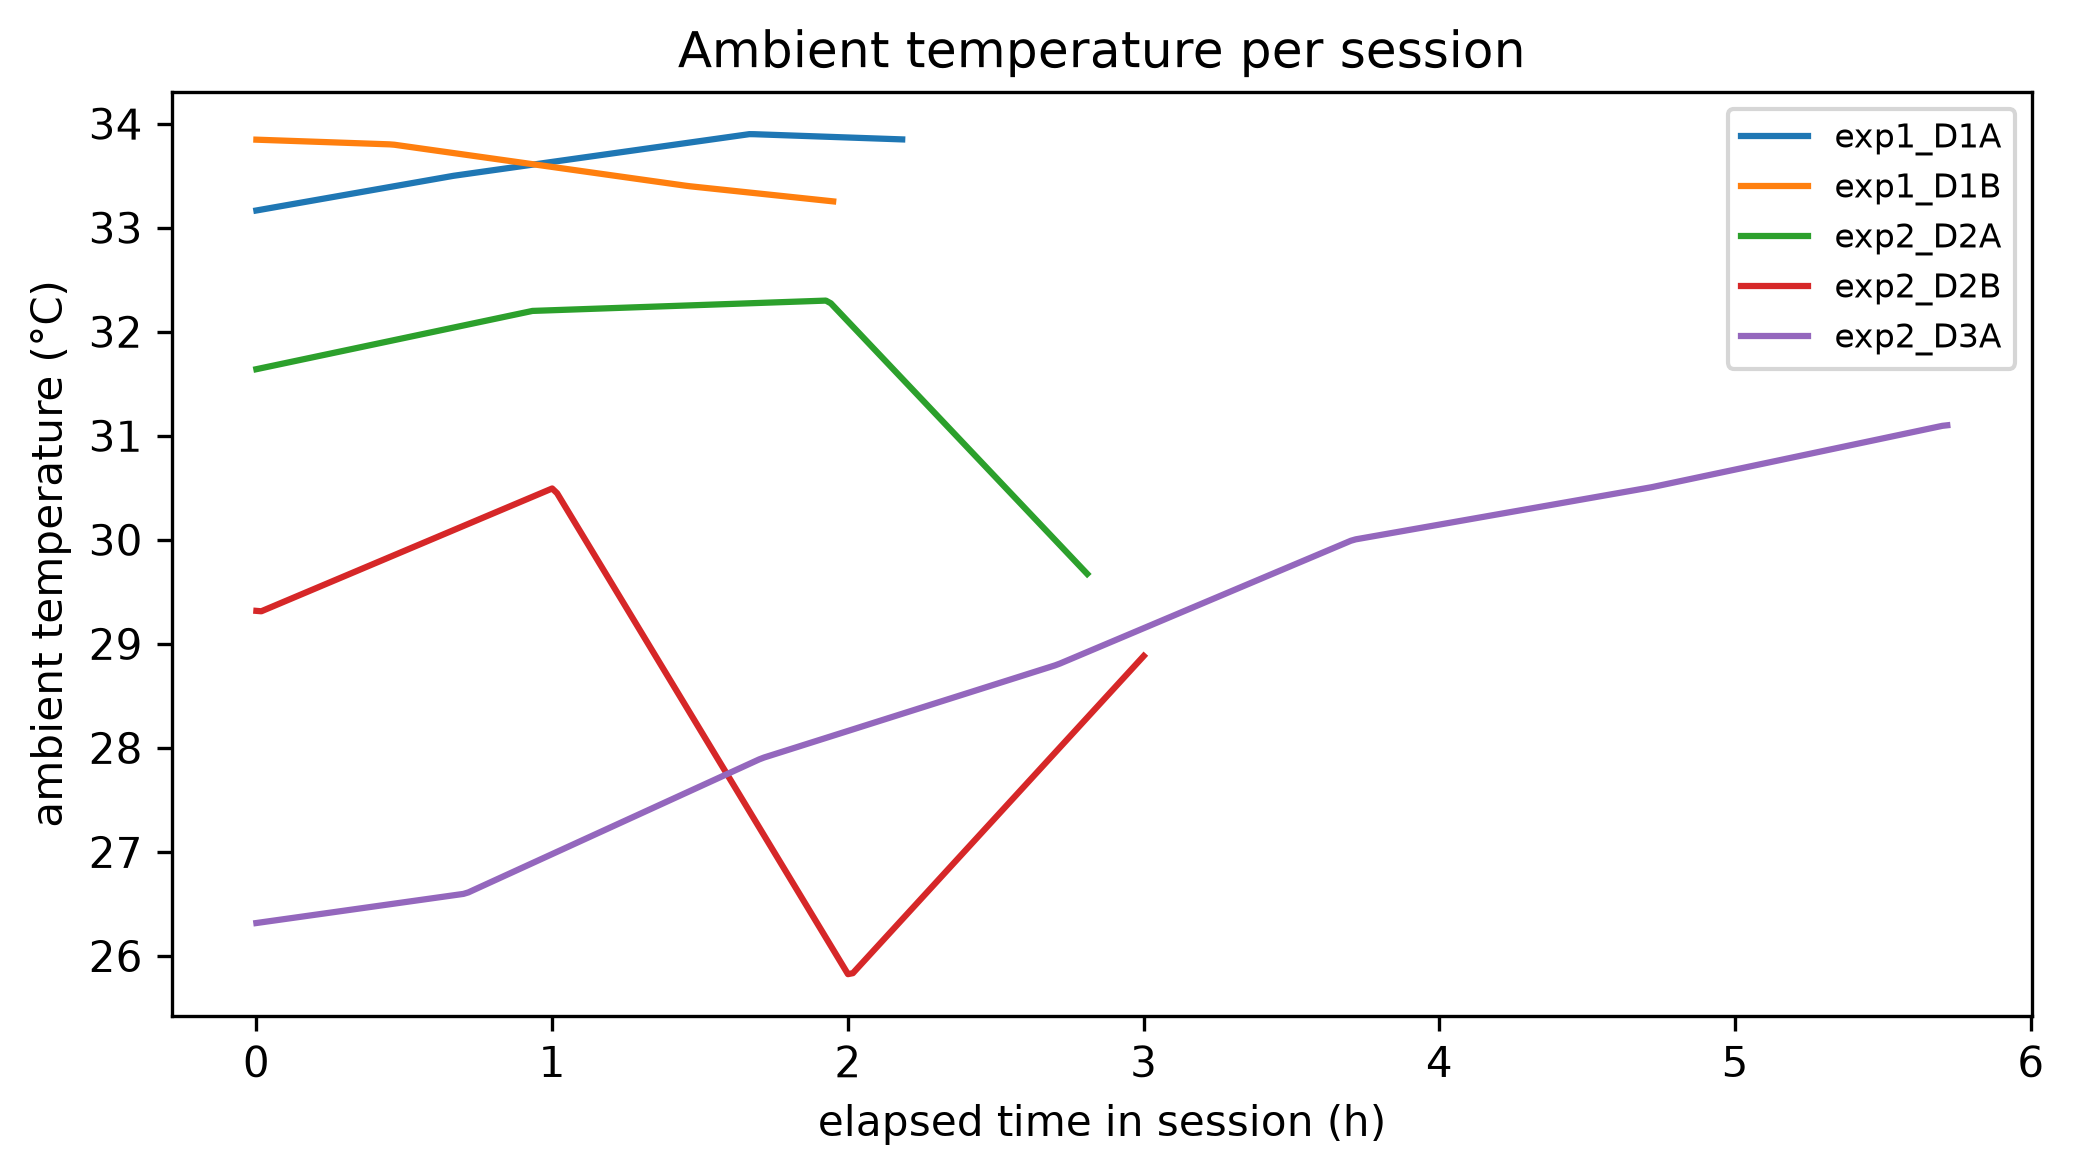 Ambient temperature per session
ambient temperature (°C)
34
33
32
31
30
29
28
27
26
exp1_D1A
exp1_D1B
exp2_D2A
exp2_D2B
exp2_D3A
0 1 2 3 4 5 6
elapsed time in session (h)